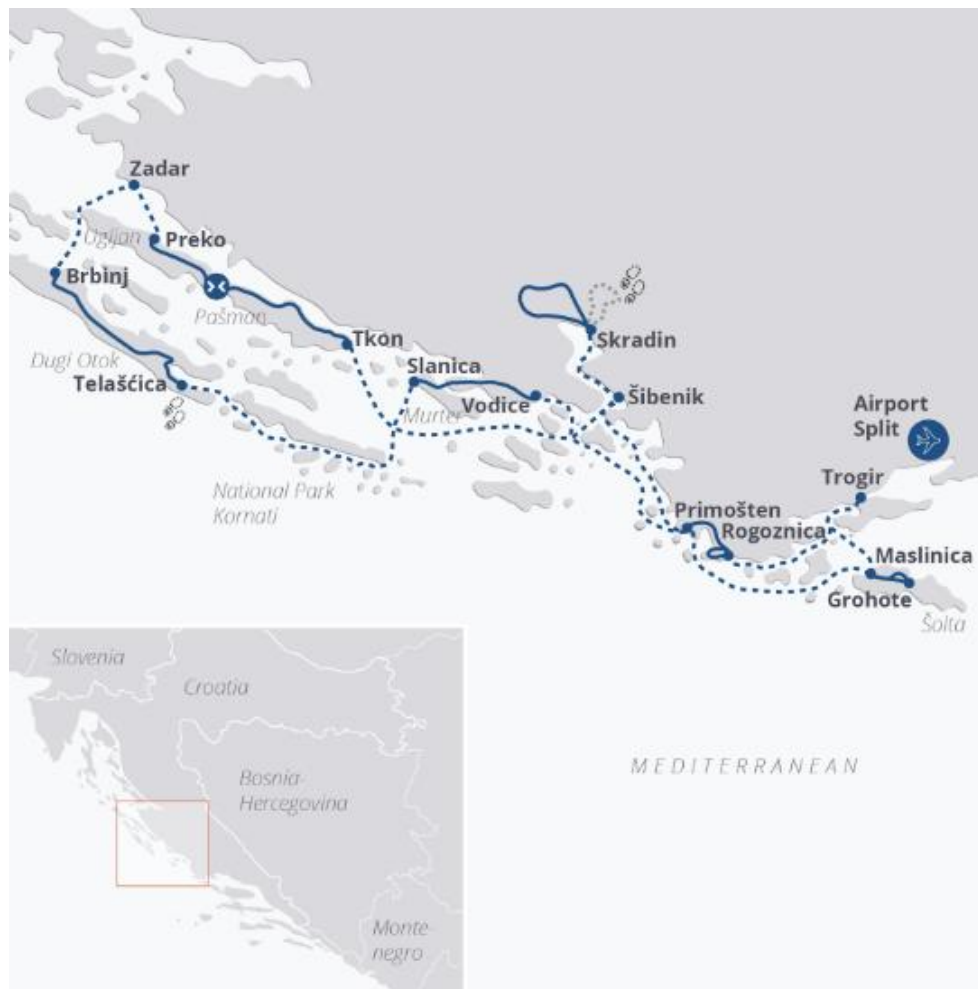 Zadar
Ugljan
Preko
Brbinj
Pašman
Tkon
Dugi Otok
Telašćica
Slanica
Murter
Vodice
Skradin
Šibenik
Airport
Split
Trogir
National Park
Kornati
Primošten
Rogoznica
Maslinica
Grohote
Šolta
Slovenia
Croatia
Bosnia-
Hercegovina
Monte-
negro
MEDITERRANEAN